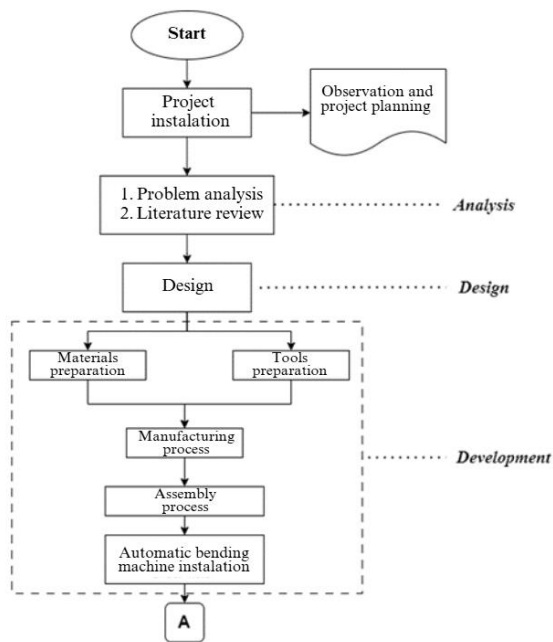 Start
Project
instalation
Observation and
project planning
1. Problem analysis
2. Literature review
Analysis
Design
Design
Materials
preparation
Tools
preparation
Manufacturing
process
Development
Assembly
process
Automatic bending
machine instalation
A